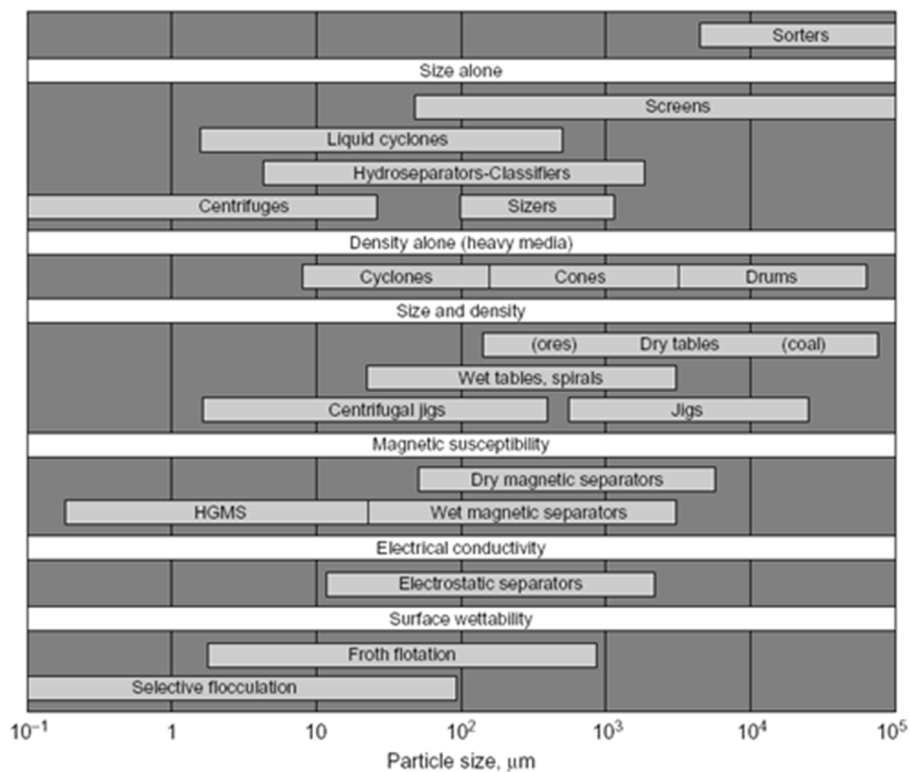 Sorters
Size alone
Screens
Liquid cyclones
Hydroseparators-Classifiers
Centrifuges Sizers
Density alone (heavy media)
Cyclones Cones Drums
Size and density
(ores) Dry tables (coal)
Wet tables, spirals
Centrifugal jigs Jigs
Magnetic susceptibility
Dry magnetic separators
HGMS Wet magnetic separators
Electrical conductivity
Electrostatic separators
Surface wettability
Froth flotation
Selective flocculation
10⁻¹ 1 10 10² 10³ 10⁴ 10⁵
Particle size, μm